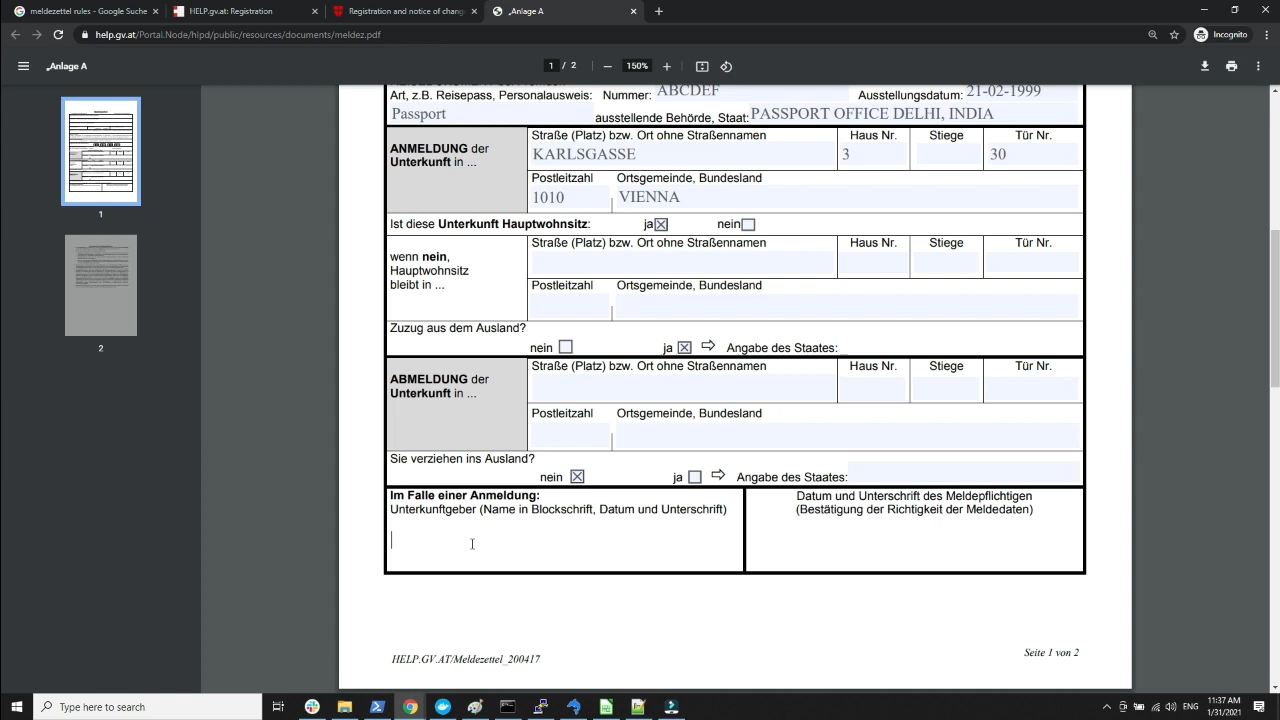 meldezettel rules - Google Suche
HELP.gv.at: Registration
Registration and notice of chang
„Anlage A
help.gv.at/Portal.Node/hlpd/public/resources/documents/meldez.pdf
Incognito
„Anlage A
1 / 2
150%
1
2
Art, z.B. Reisepass, Personalausweis: Nummer: ABCDEF Ausstellungsdatum: 21-02-1999
Passport ausstellende Behörde, Staat: PASSPORT OFFICE DELHI, INDIA
ANMELDUNG der
Unterkunft in ...
Straße (Platz) bzw. Ort ohne Straßennamen Haus Nr. Stiege Tür Nr.
KARLSGASSE 3 30
Postleitzahl Ortsgemeinde, Bundesland
1010 VIENNA
Ist diese Unterkunft Hauptwohnsitz: ja nein
wenn nein,
Hauptwohnsitz
bleibt in ...
Straße (Platz) bzw. Ort ohne Straßennamen Haus Nr. Stiege Tür Nr.
Postleitzahl Ortsgemeinde, Bundesland
Zuzug aus dem Ausland?
nein ja ⇨ Angabe des Staates:
ABMELDUNG der
Unterkunft in ...
Straße (Platz) bzw. Ort ohne Straßennamen Haus Nr. Stiege Tür Nr.
Postleitzahl Ortsgemeinde, Bundesland
Sie verziehen ins Ausland?
nein ja ⇨ Angabe des Staates:
Im Falle einer Anmeldung:
Unterkunftgeber (Name in Blockschrift, Datum und Unterschrift)
Datum und Unterschrift des Meldepflichtigen
(Bestätigung der Richtigkeit der Meldedaten)
HELP.GV.AT/Meldezettel_200417
Seite 1 von 2
Type here to search
ENG
11:37 AM
1/31/2021